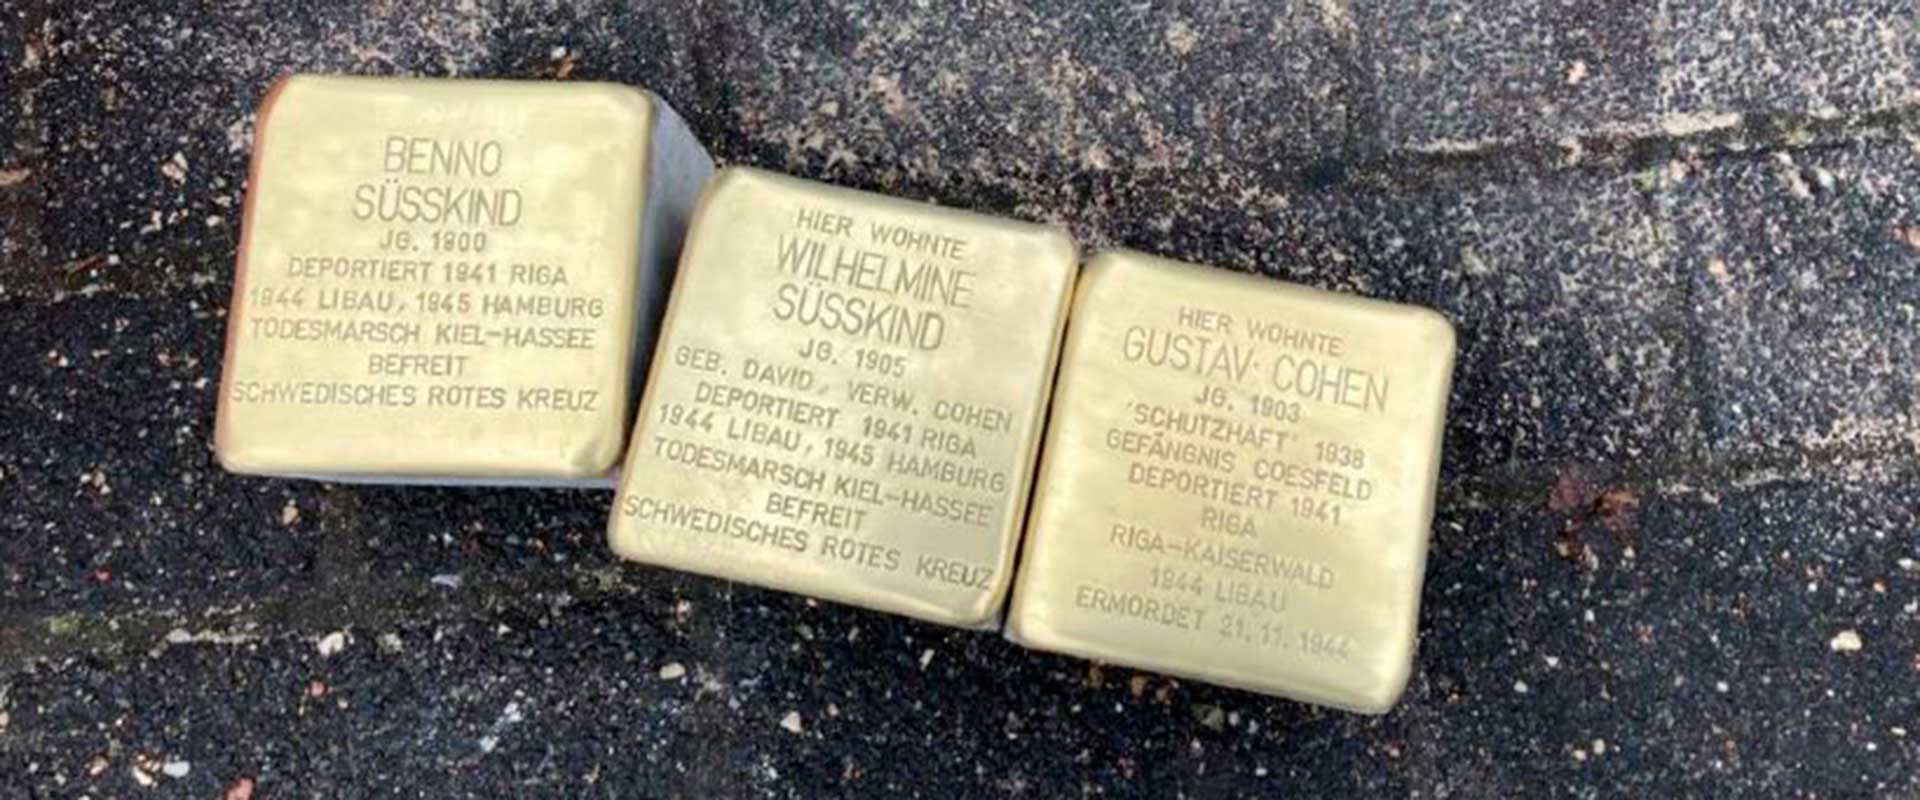 BENNO
SÜSSKIND
JG. 1900
DEPORTIERT 1941 RIGA
1944 LIBAU, 1945 HAMBURG
TODESMARSCH KIEL-HASSEE
BEFREIT
SCHWEDISCHES ROTES KREUZ
HIER WOHNTE
WILHELMINE
SÜSSKIND
JG. 1905
GEB. DAVID, VERW. COHEN
DEPORTIERT 1941 RIGA
1944 LIBAU, 1945 HAMBURG
TODESMARSCH KIEL-HASSEE
BEFREIT
SCHWEDISCHES ROTES KREUZ
HIER WOHNTE
GUSTAV COHEN
JG. 1903
'SCHUTZHAFT' 1938
GEFÄNGNIS COESFELD
DEPORTIERT 1941
RIGA
RIGA-KAISERWALD
1944 LIBAU
ERMORDET 21.11.1944